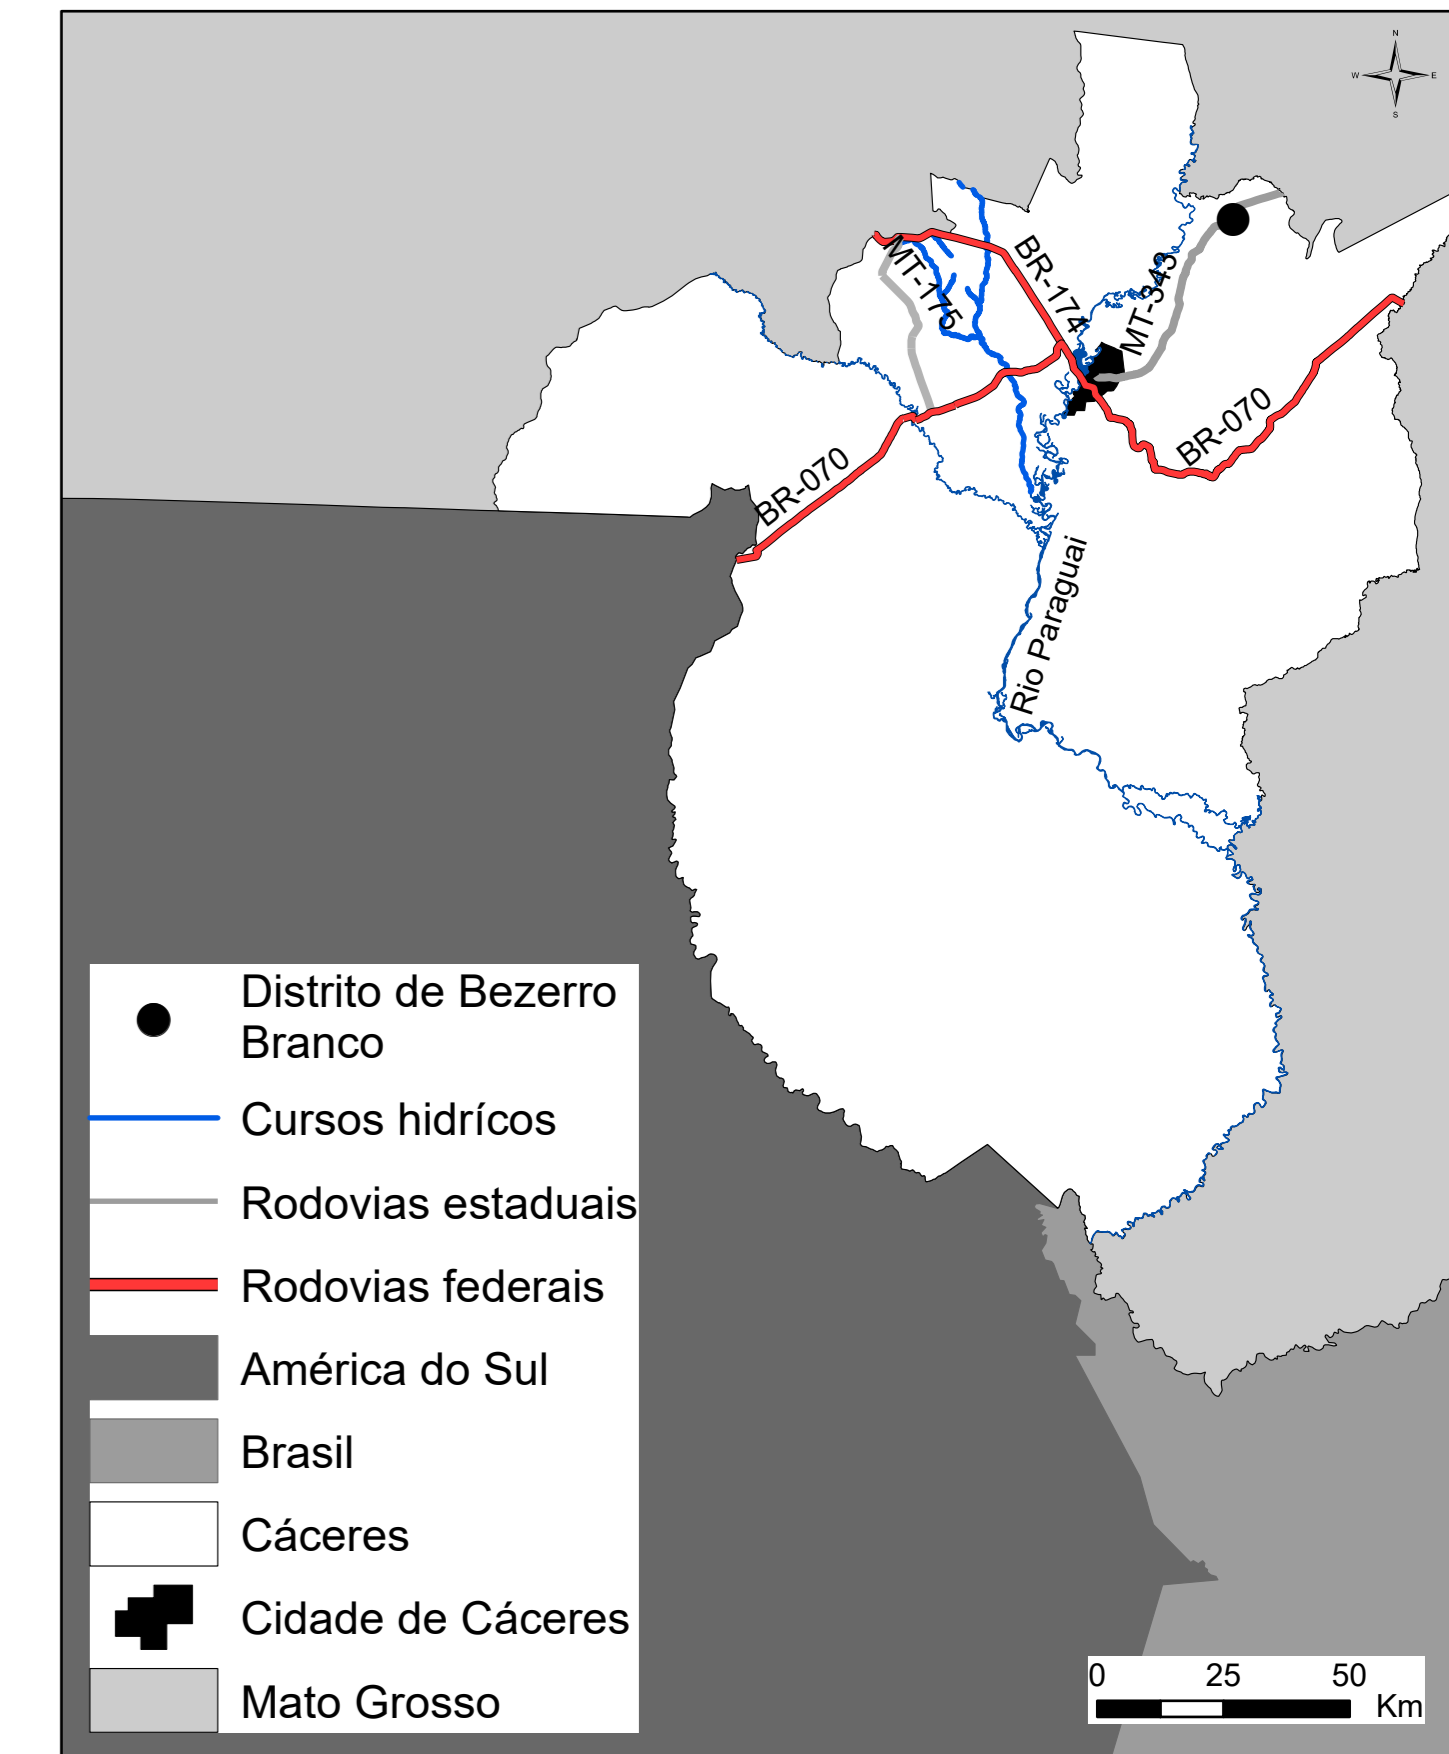 N
W
E
S
MT-175
BR-174
MT-343
BR-070
BR-070
Rio Paraguai
Distrito de Bezerro
Branco
Cursos hidrícos
Rodovias estaduais
Rodovias federais
América do Sul
Brasil
Cáceres
Cidade de Cáceres
Mato Grosso
0 25 50
Km